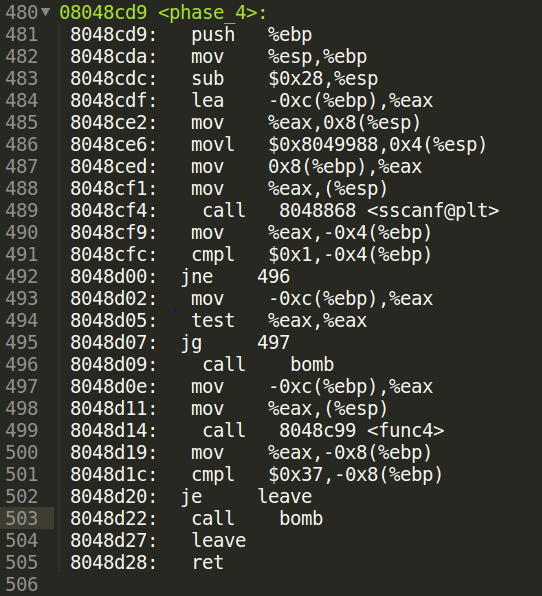 480 08048cd9 <phase_4>:
481 8048cd9: push %ebp
482 8048cda: mov %esp,%ebp
483 8048cdc: sub $0x28,%esp
484 8048cdf: lea -0xc(%ebp),%eax
485 8048ce2: mov %eax,0x8(%esp)
486 8048ce6: movl $0x8049988,0x4(%esp)
487 8048ced: mov 0x8(%ebp),%eax
488 8048cf1: mov %eax,(%esp)
489 8048cf4: call 8048868 <sscanf@plt>
490 8048cf9: mov %eax,-0x4(%ebp)
491 8048cfc: cmpl $0x1,-0x4(%ebp)
492 8048d00: jne 496
493 8048d02: mov -0xc(%ebp),%eax
494 8048d05: test %eax,%eax
495 8048d07: jg 497
496 8048d09: call bomb
497 8048d0e: mov -0xc(%ebp),%eax
498 8048d11: mov %eax,(%esp)
499 8048d14: call 8048c99 <func4>
500 8048d19: mov %eax,-0x8(%ebp)
501 8048d1c: cmpl $0x37,-0x8(%ebp)
502 8048d20: je leave
503 8048d22: call bomb
504 8048d27: leave
505 8048d28: ret
506